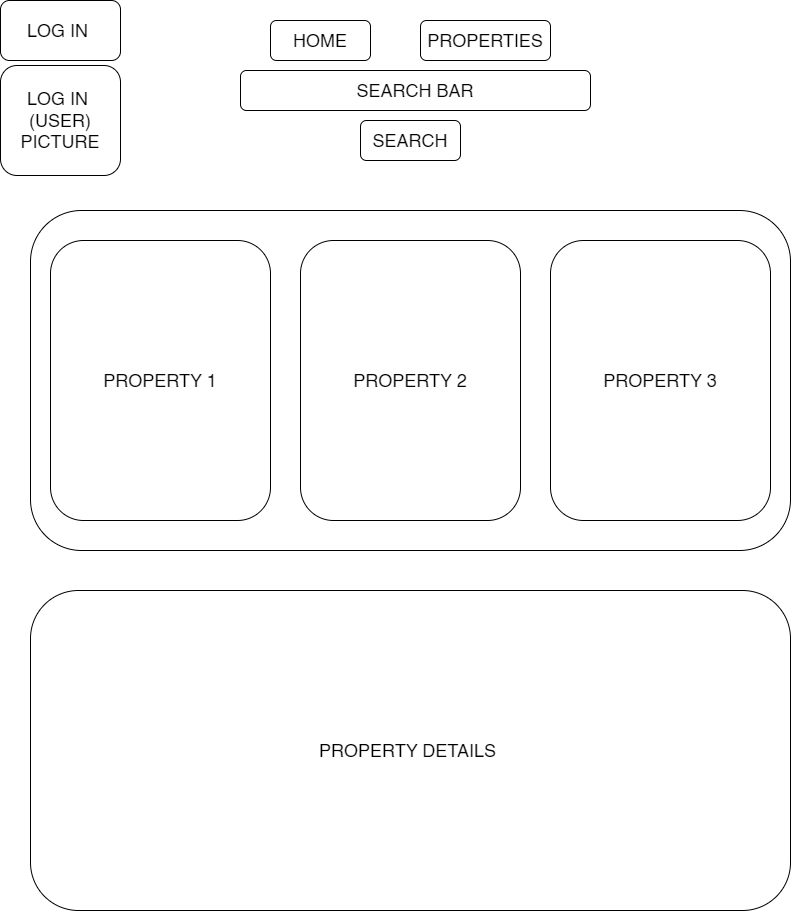 LOG IN
HOME
PROPERTIES
SEARCH BAR
LOG IN
(USER)
PICTURE
SEARCH
PROPERTY 1
PROPERTY 2
PROPERTY 3
PROPERTY DETAILS